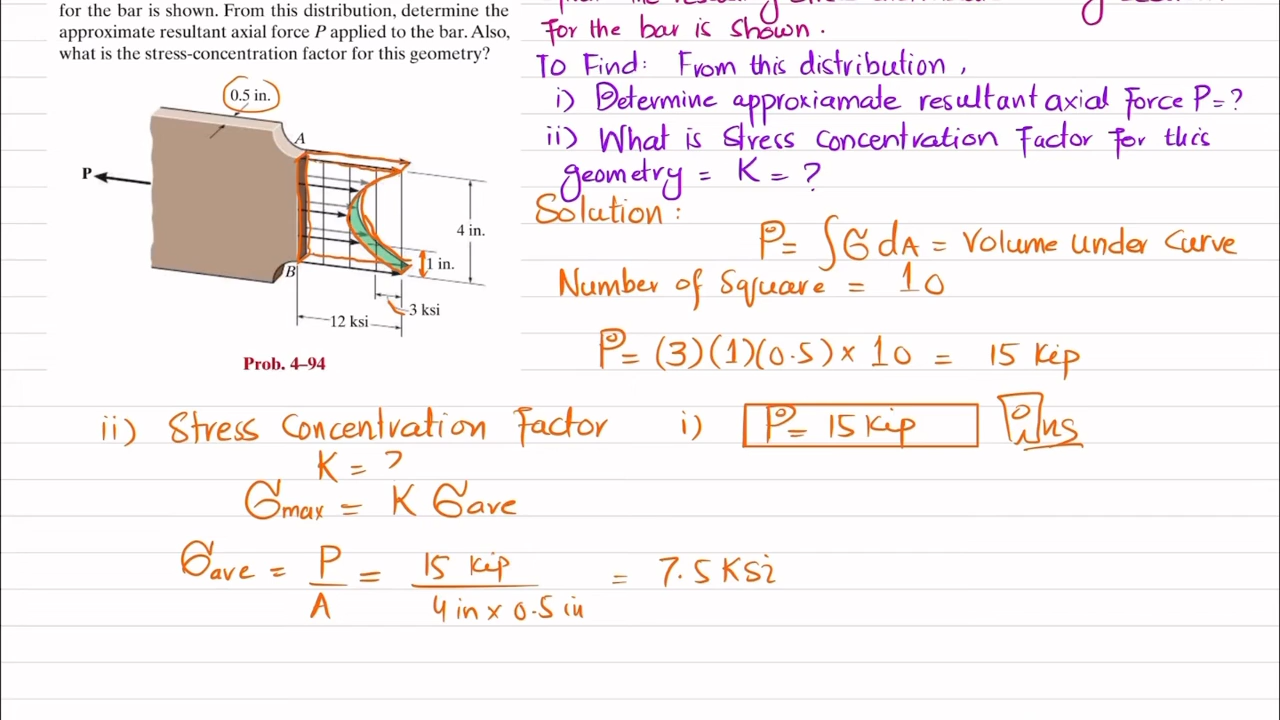 for the bar is shown. From this distribution, determine the
approximate resultant axial force P applied to the bar. Also,
what is the stress-concentration factor for this geometry?
0.5 in.
A
P
4 in.
1 in.
B
3 ksi
12 ksi
Prob. 4–94
for the bar is shown.
To Find: From this distribution,
i) Determine approxiamate resultant axial force P=?
ii) What is Stress Concentration Factor for this
geometry = K = ?
Solution:
P= ∫σdA = Volume under Curve
Number of Square = 10
P= (3)(1)(0.5)× 10 = 15 kip
i) P= 15 kip Ans
ii) Stress Concentration Factor
K = ?
σmax = K σave
σave = P/A = 15 kip / 4 in × 0.5 in = 7.5 KSi